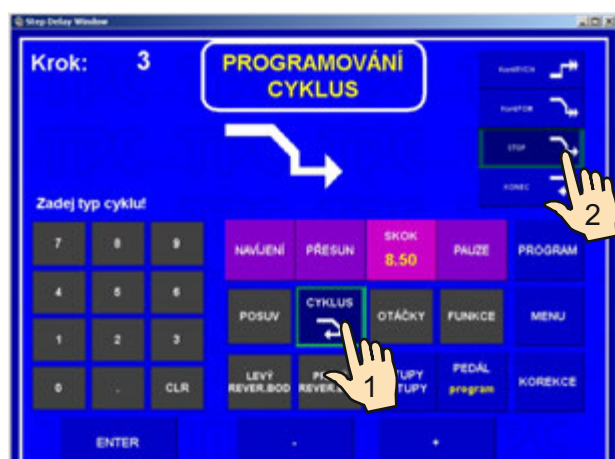 Step Delay Window
Krok: 3
PROGRAMOVÁNÍ
CYKLUS
STOP
KONEC
2
Zadej typ cyklu!
7 8 9
NAVÍJENÍ PŘESUN SKOK
8.50 PAUZE PROGRAM
4 5 6
POSUV CYKLUS OTÁČKY FUNKCE MENU
1 2 3
1
0 . CLR
LEVÝ
REVER.BOD
REVER.
PEDÁL
program
KOREKCE
ENTER - +